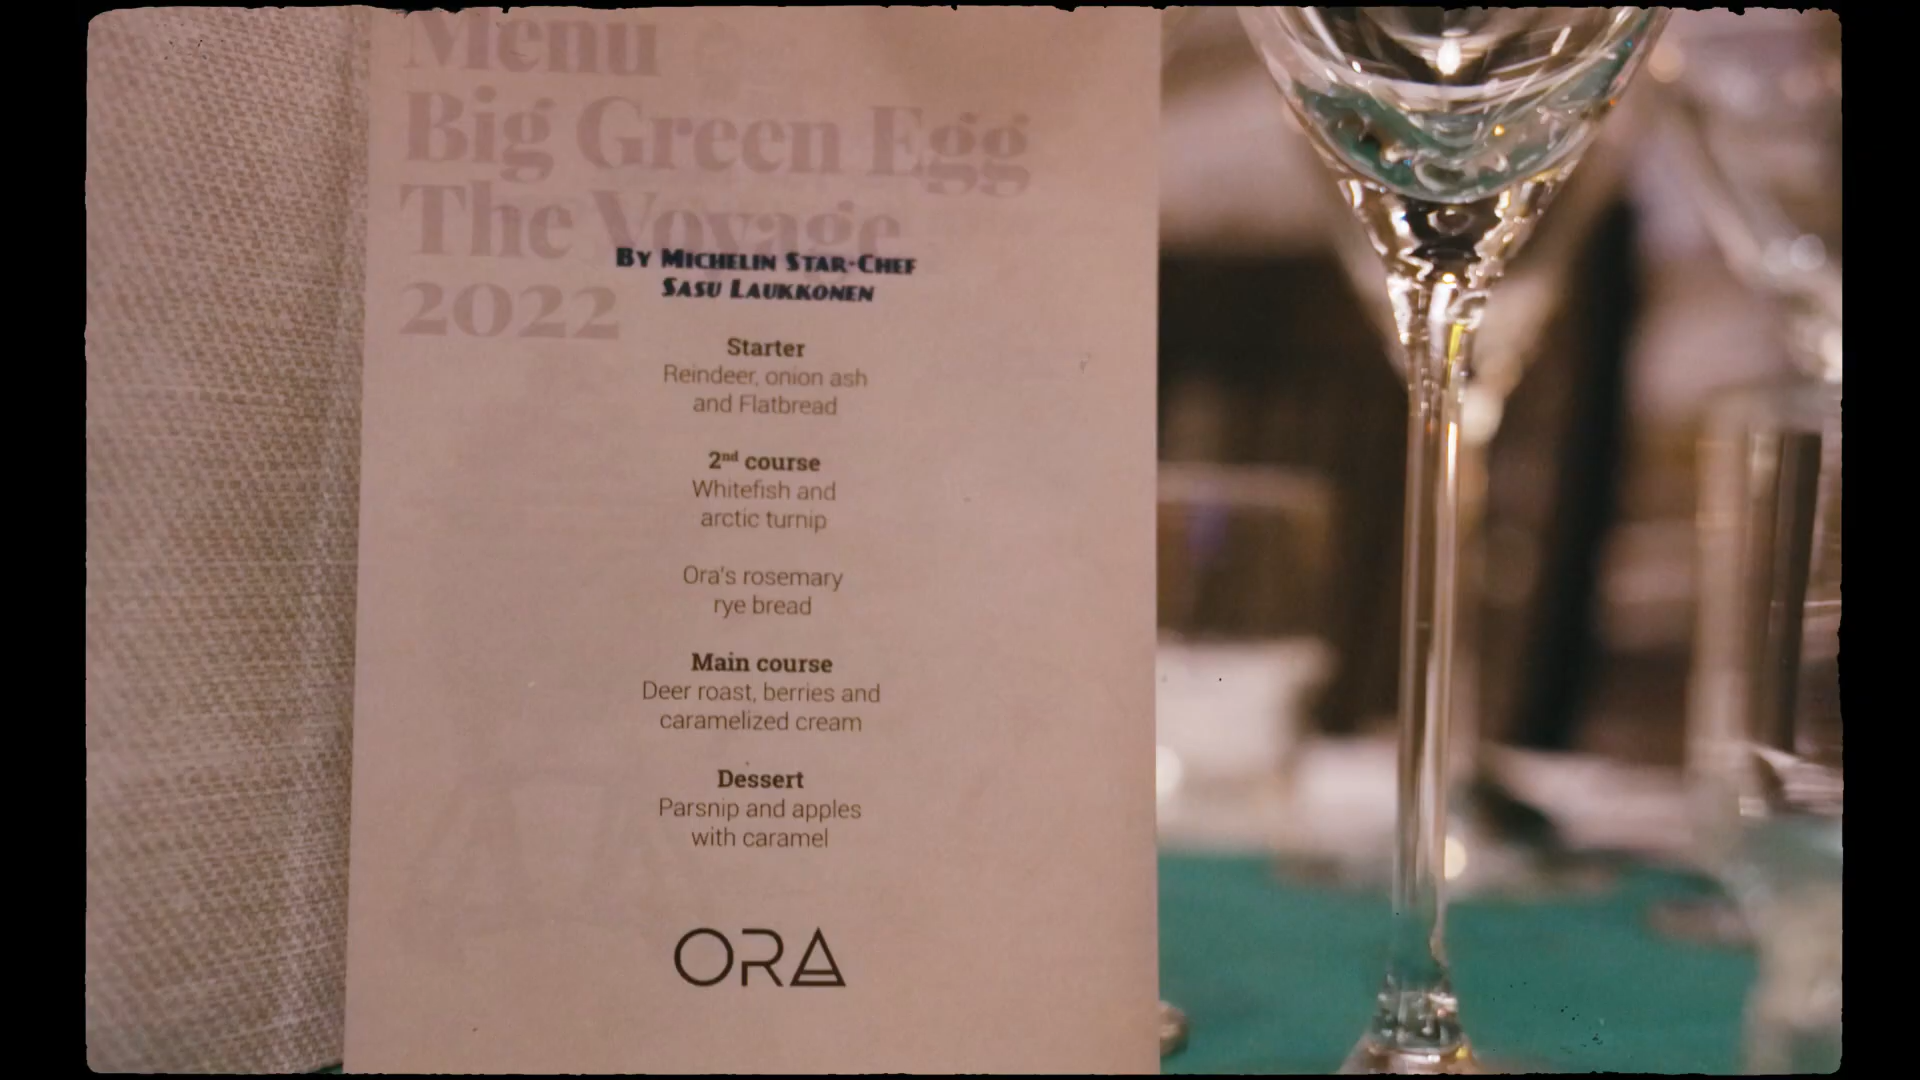 Menu
Big Green Egg
The Voyage
2022
By Michelin Star-Chef
Sasu Laukkonen
Starter
Reindeer, onion ash
and Flatbread
2nd course
Whitefish and
arctic turnip
Ora's rosemary
rye bread
Main course
Deer roast, berries and
caramelized cream
Dessert
Parsnip and apples
with caramel
ORA